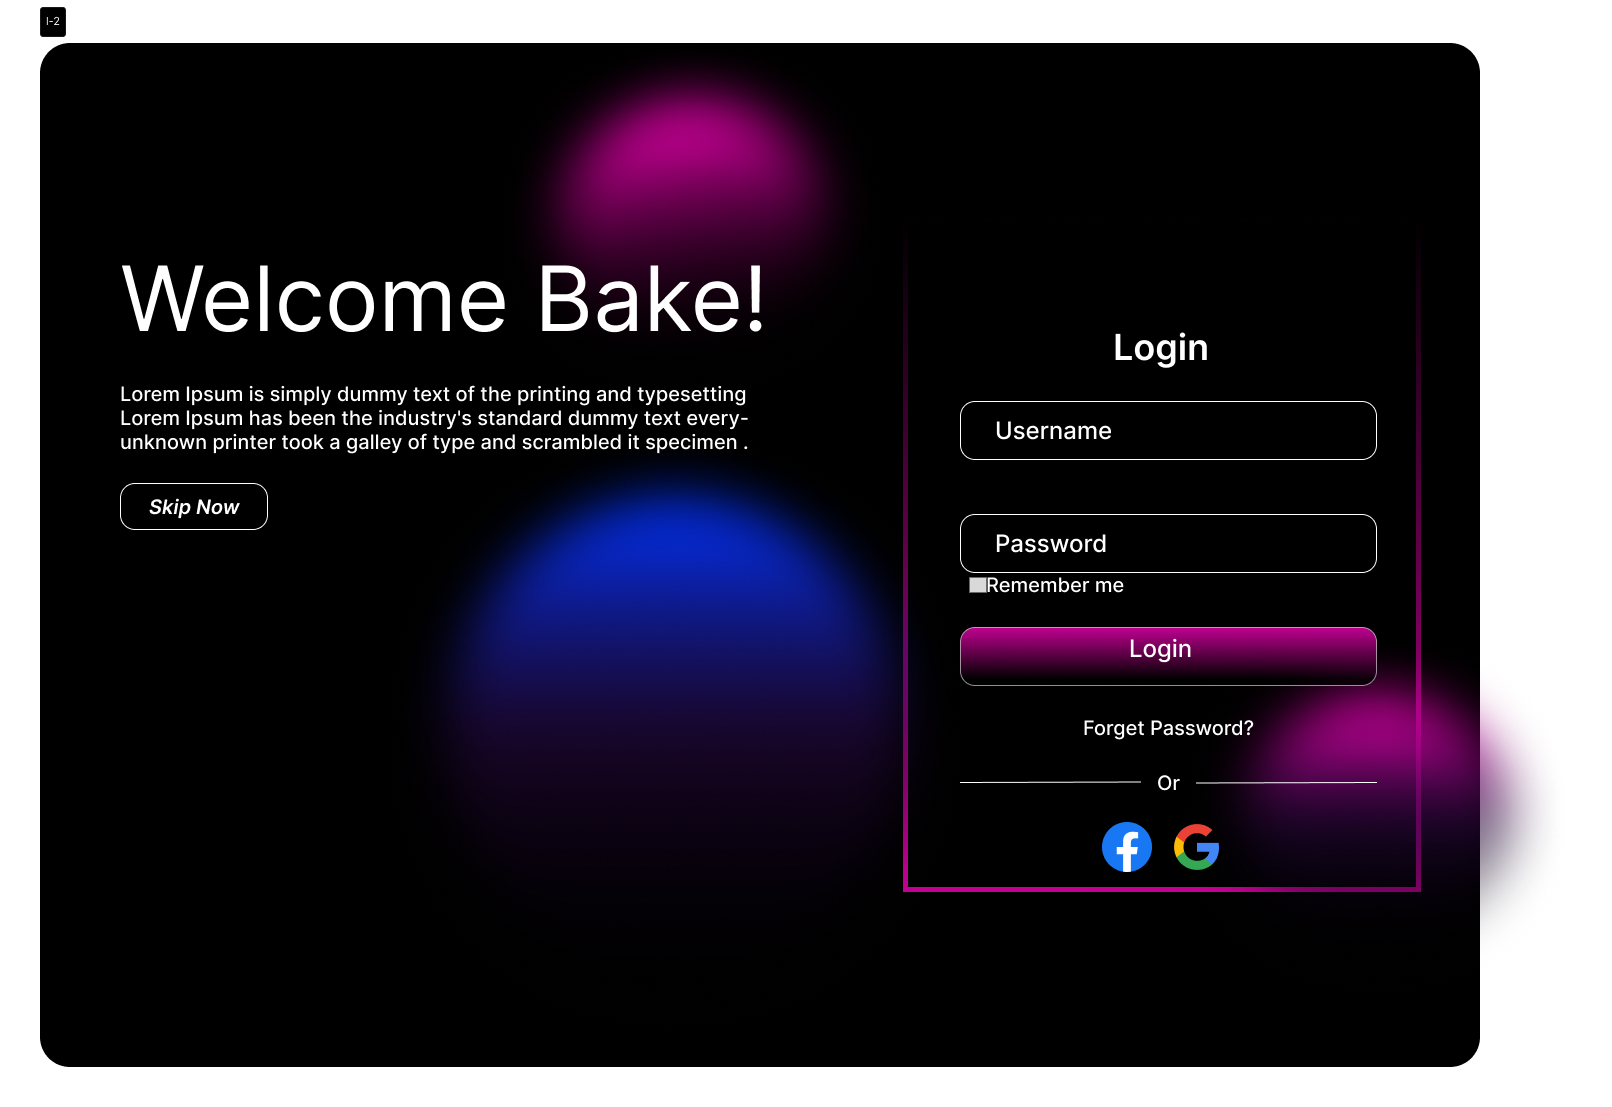 I-2
Welcome Bake!
Lorem Ipsum is simply dummy text of the printing and typesetting
Lorem Ipsum has been the industry's standard dummy text every-
unknown printer took a galley of type and scrambled it specimen .
Skip Now
Login
Username
Password
Remember me
Login
Forget Password?
Or